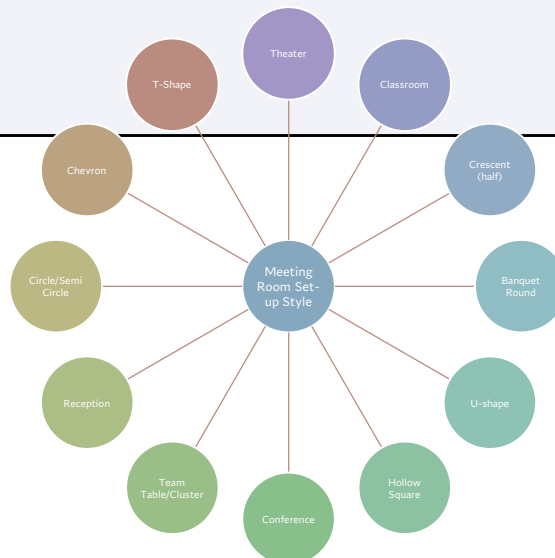 Theater
T-Shape
Classroom
Chevron
Crescent
(half)
Circle/Semi
Circle
Meeting
Room Set-
up Style
Banquet
Round
Reception
U-shape
Team
Table/Cluster
Hollow
Square
Conference